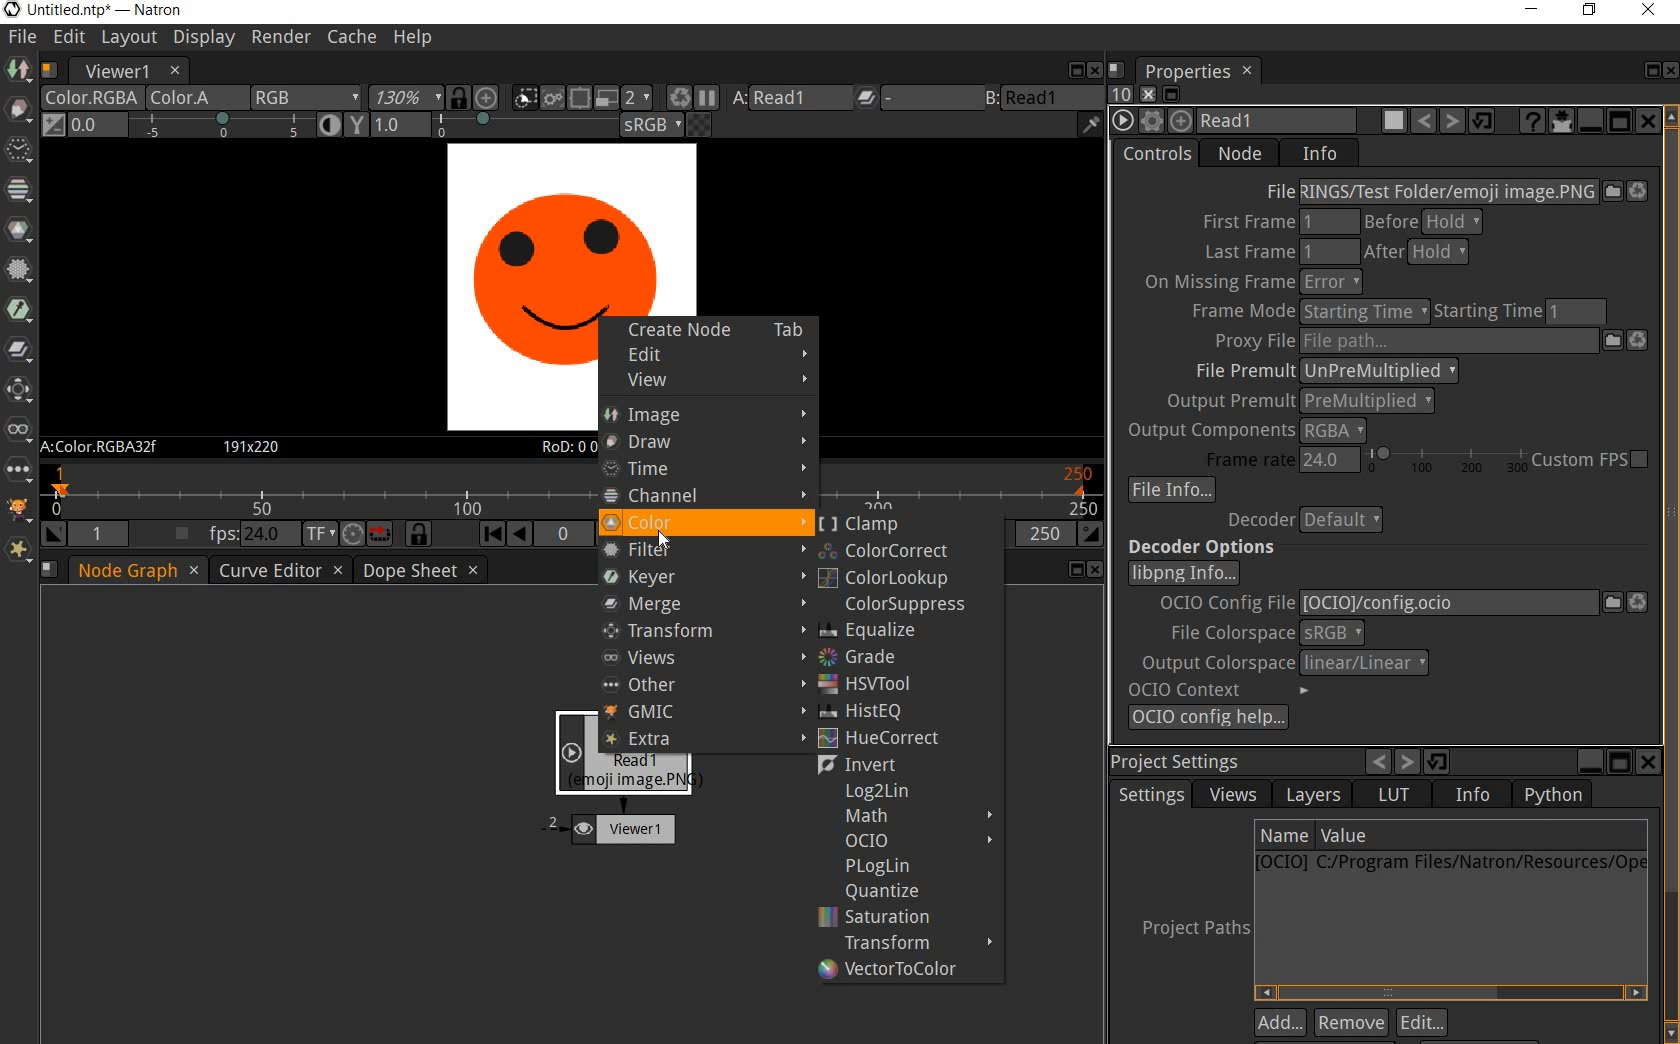 Untitled.ntp* — Natron
File Edit Layout Display Render Cache Help
Viewer1
Color.RGBA Color.A RGB 130% 2 A: Read1 - B: Read1
0.0 -5 0 5 Y 1.0 0 sRGB
A:Color.RGBA32f 191x220 RoD: 0 0
1 250
0 50 100 200 250
1 fps: 24.0 TF 0 250
Node Graph Curve Editor Dope Sheet
Create Node Tab
Edit
View
Image
Draw
Time
Channel
Color
Filter
Keyer
Merge
Transform
Views
Other
GMIC
Extra
Clamp
ColorCorrect
ColorLookup
ColorSuppress
Equalize
Grade
HSVTool
HistEQ
HueCorrect
Invert
Log2Lin
Math
OCIO
PLogLin
Quantize
Saturation
Transform
VectorToColor
Read1
(emoji image.PNG)
2 Viewer1
Properties
10
Read1
Controls Node Info
File RINGS/Test Folder/emoji image.PNG
First Frame 1 Before Hold
Last Frame 1 After Hold
On Missing Frame Error
Frame Mode Starting Time Starting Time 1
Proxy File File path...
File Premult UnPreMultiplied
Output Premult PreMultiplied
Output Components RGBA
Frame rate 24.0 0 100 200 300 Custom FPS
File Info...
Decoder Default
Decoder Options
libpng Info...
OCIO Config File [OCIO]/config.ocio
File Colorspace sRGB
Output Colorspace linear/Linear
OCIO Context
OCIO config help...
Project Settings
Settings Views Layers LUT Info Python
Name Value
[OCIO] C:/Program Files/Natron/Resources/Ope
Project Paths
Add... Remove Edit...